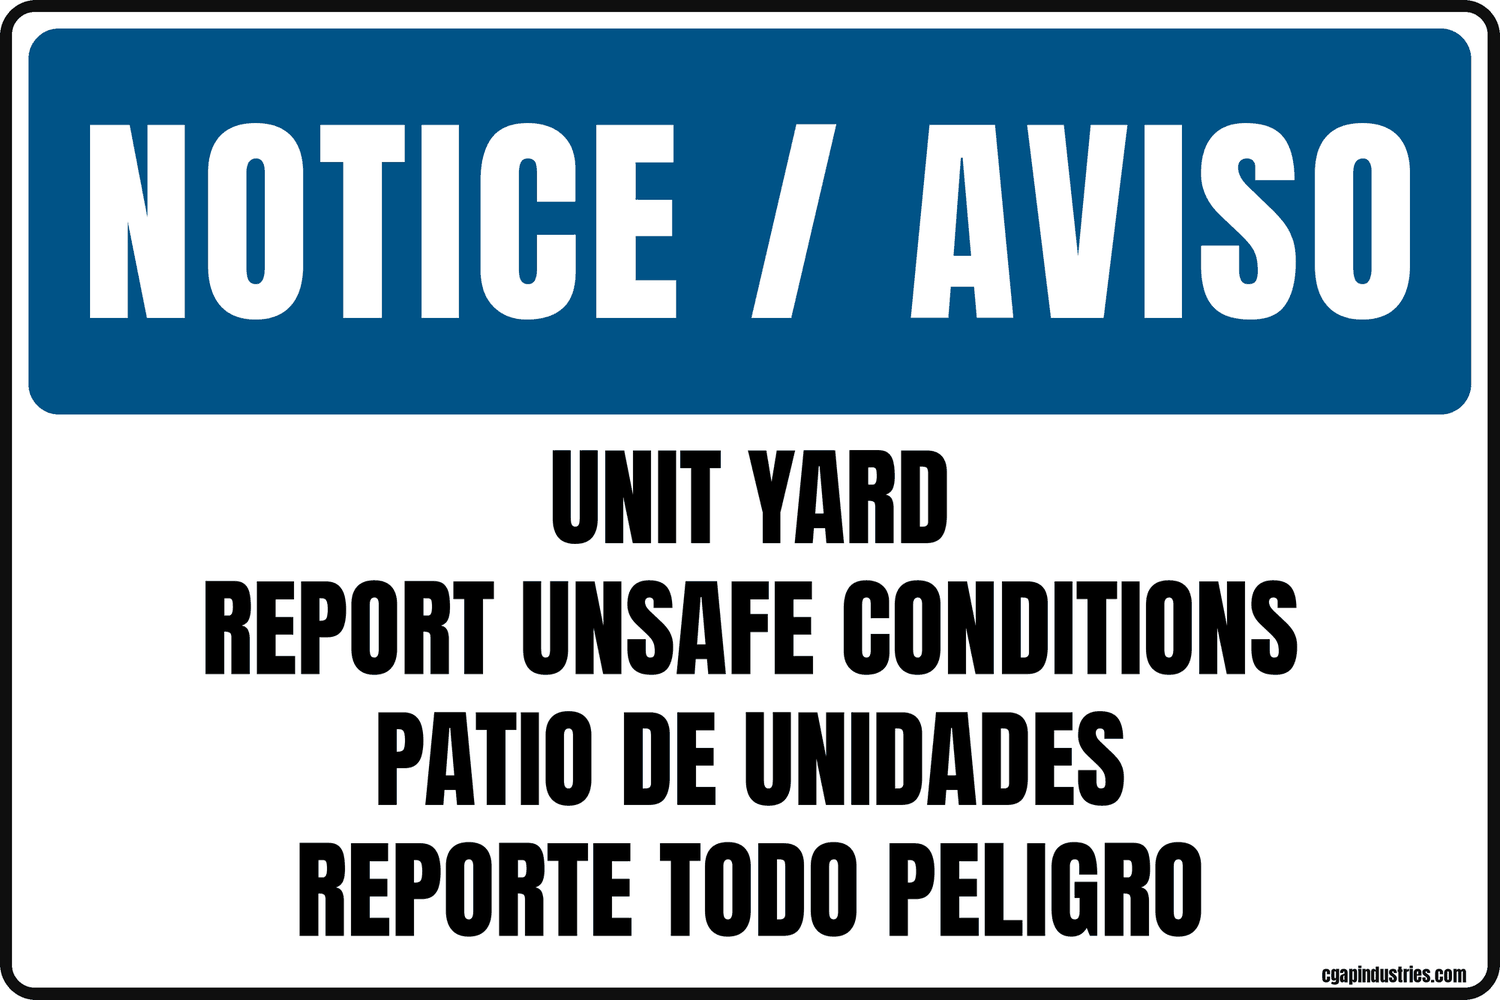 NOTICE / AVISO
UNIT YARD
REPORT UNSAFE CONDITIONS
PATIO DE UNIDADES
REPORTE TODO PELIGRO
cgapindustries.com